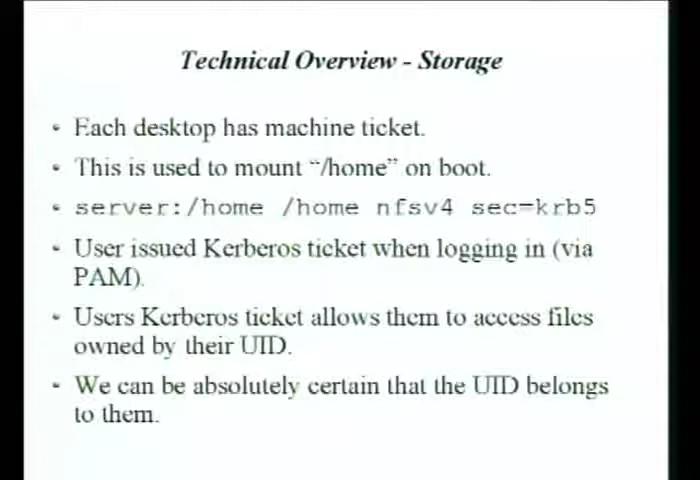 Technical Overview - Storage
- Each desktop has machine ticket.
- This is used to mount “/home” on boot.
- server:/home /home nfsv4 sec=krb5
- User issued Kerberos ticket when logging in (via
PAM).
- Users Kerberos ticket allows them to access files
owned by their UID.
- We can be absolutely certain that the UID belongs
to them.